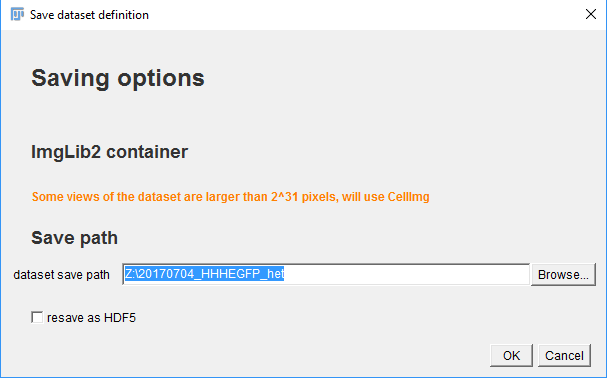 Save dataset definition
Saving options
ImgLib2 container
Some views of the dataset are larger than 2^31 pixels, will use CellImg
Save path
dataset save path Z:\20170704_HHHEGFP_het Browse...
resave as HDF5
OK Cancel